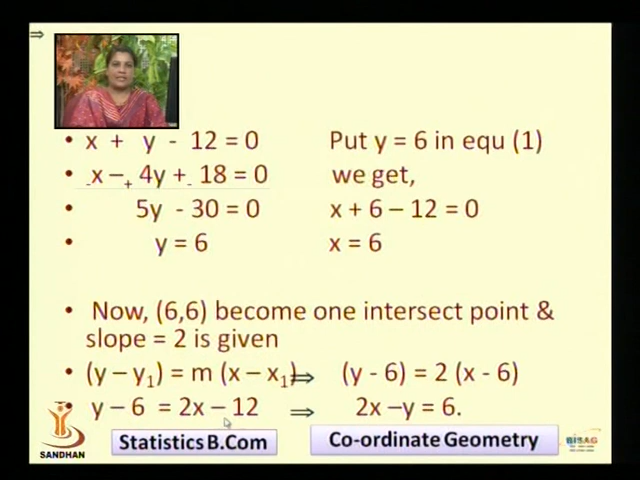 ⇒
• x + y - 12 = 0 Put y = 6 in equ (1)
• -x –+ 4y +- 18 = 0 we get,
• 5y - 30 = 0 x + 6 – 12 = 0
• y = 6 x = 6
• Now, (6,6) become one intersect point &
slope = 2 is given
• (y – y₁) = m (x – x₁) ⇒ (y - 6) = 2 (x - 6)
• y – 6 = 2x – 12 ⇒ 2x –y = 6.
SANDHAN
Statistics B.Com
Co-ordinate Geometry
BISAG